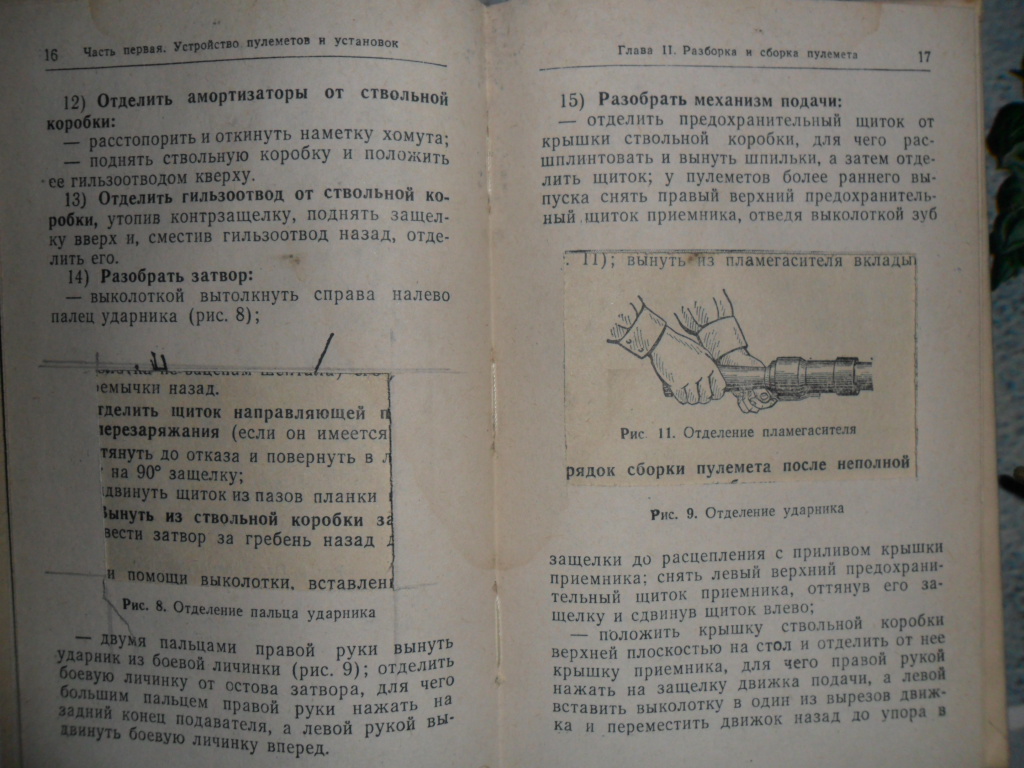 16 Часть первая. Устройство пулеметов и установок
12) Отделить амортизаторы от ствольной
коробки:
— расстопорить и откинуть наметку хомута;
— поднять ствольную коробку и положить
ее гильзоотводом кверху.
13) Отделить гильзоотвод от ствольной ко-
робки, утопив контрзащелку, поднять защел-
ку вверх и, сместив гильзоотвод назад, отде-
лить его.
14) Разобрать затвор:
— выколоткой вытолкнуть справа налево
палец ударника (рис. 8);
емычки назад.
тделить щиток направляющей п
перезаряжания (если он имеется
тянуть до отказа и повернуть в л
на 90° защелку;
двинуть щиток из пазов планки
Вынуть из ствольной коробки за
вести затвор за гребень назад
и помощи выколотки, вставлен
Рис. 8. Отделение пальца ударника
— двумя пальцами правой руки вынуть
ударник из боевой личинки (рис. 9); отделить
боевую личинку от остова затвора, для чего
большим пальцем правой руки нажать на
задний конец подавателя, а левой рукой вы-
двинуть боевую личинку вперед.
Глава II. Разборка и сборка пулемета 17
15) Разобрать механизм подачи:
— отделить предохранительный щиток от
крышки ствольной коробки, для чего рас-
шплинтовать и вынуть шпильки, а затем отде-
лить щиток; у пулеметов более раннего вы-
пуска снять правый верхний предохранитель-
ный щиток приемника, отведя выколоткой зуб
. 11); вынуть из пламегасителя вклады
Рис. 11. Отделение пламегасителя
рядок сборки пулемета после неполной
Рис. 9. Отделение ударника
защелки до расцепления с приливом крышки
приемника; снять левый верхний предохрани-
тельный щиток приемника, оттянув его за-
щелку и сдвинув щиток влево;
— положить крышку ствольной коробки
верхней плоскостью на стол и отделить от нее
крышку приемника, для чего правой рукой
нажать на защелку движка подачи, а левой
вставить выколотку в один из вырезов движ-
ка и переместить движок назад до упора в